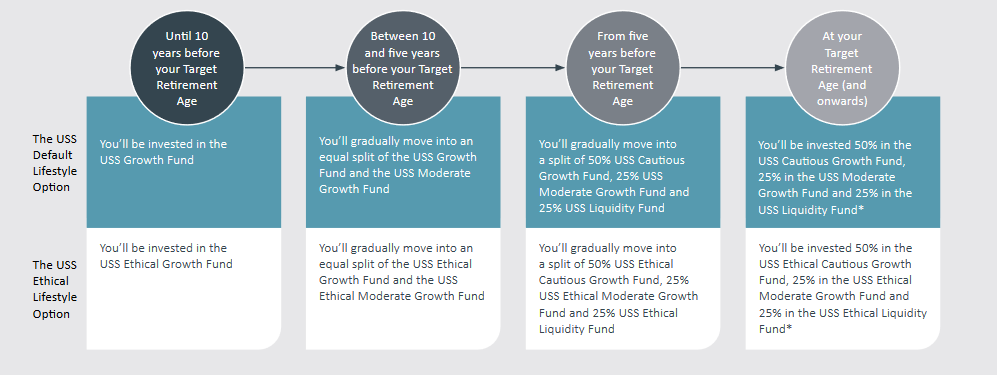 Until 10
years before
your Target
Retirement
Age
Between 10
and five years
before your Target
Retirement
Age
From five
years before
your Target
Retirement
Age
At your
Target
Retirement
Age (and
onwards)
The USS
Default
Lifestyle
Option
You'll be invested in the
USS Growth Fund
You'll gradually move into an
equal split of the USS Growth
Fund and the USS Moderate
Growth Fund
You'll gradually move into
a split of 50% USS Cautious
Growth Fund, 25% USS
Moderate Growth Fund and
25% USS Liquidity Fund
You'll be invested 50% in the
USS Cautious Growth Fund,
25% in the USS Moderate
Growth Fund and 25% in the
USS Liquidity Fund*
The USS
Ethical
Lifestyle
Option
You'll be invested in the
USS Ethical Growth Fund
You'll gradually move into an
equal split of the USS Ethical
Growth Fund and the USS
Ethical Moderate Growth Fund
You'll gradually move into
a split of 50% USS Ethical
Cautious Growth Fund, 25%
USS Ethical Moderate Growth
Fund and 25% USS Ethical
Liquidity Fund
You'll be invested 50% in the
USS Ethical Cautious Growth
Fund, 25% in the USS Ethical
Moderate Growth Fund and
25% in the USS Ethical Liquidity
Fund*